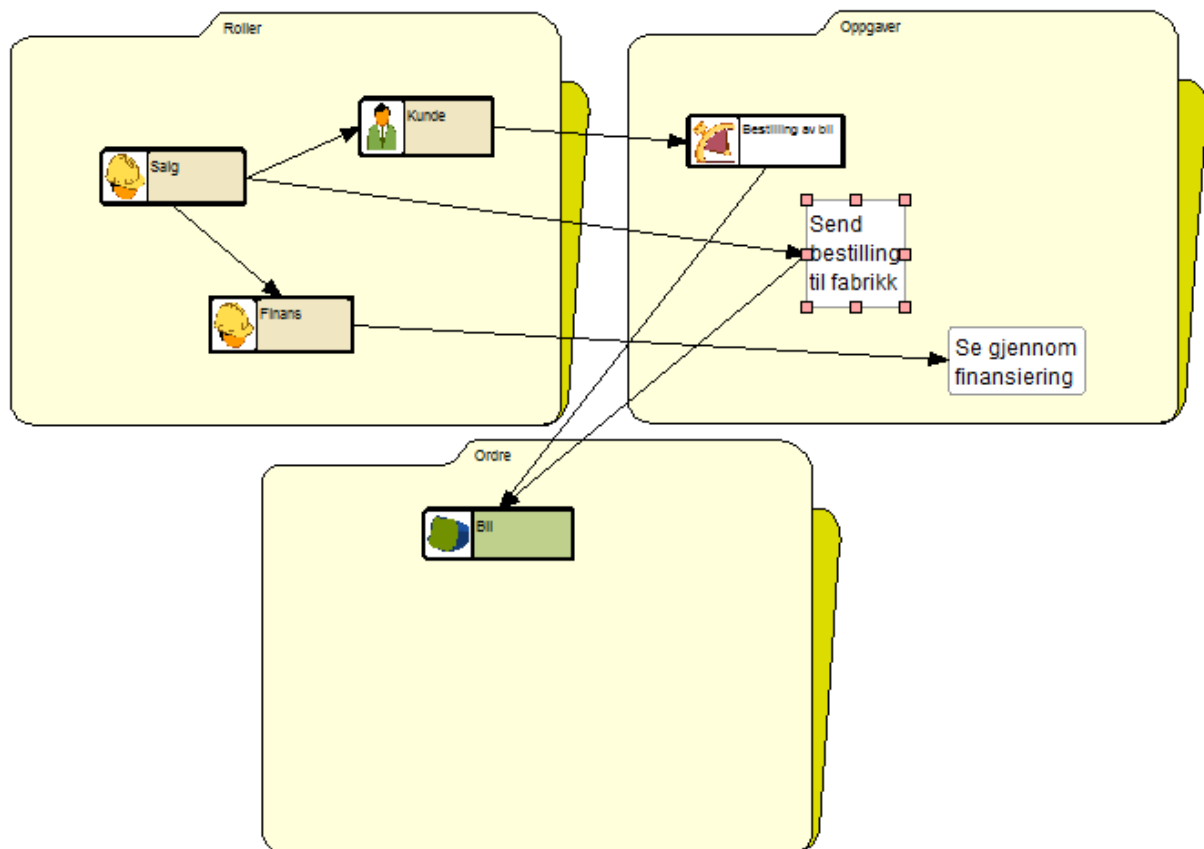 Roller
Oppgaver
Kunde
Bestilling av bil
Salg
Send
bestilling
til fabrikk
Finans
Se gjennom
finansiering
Ordre
Bil